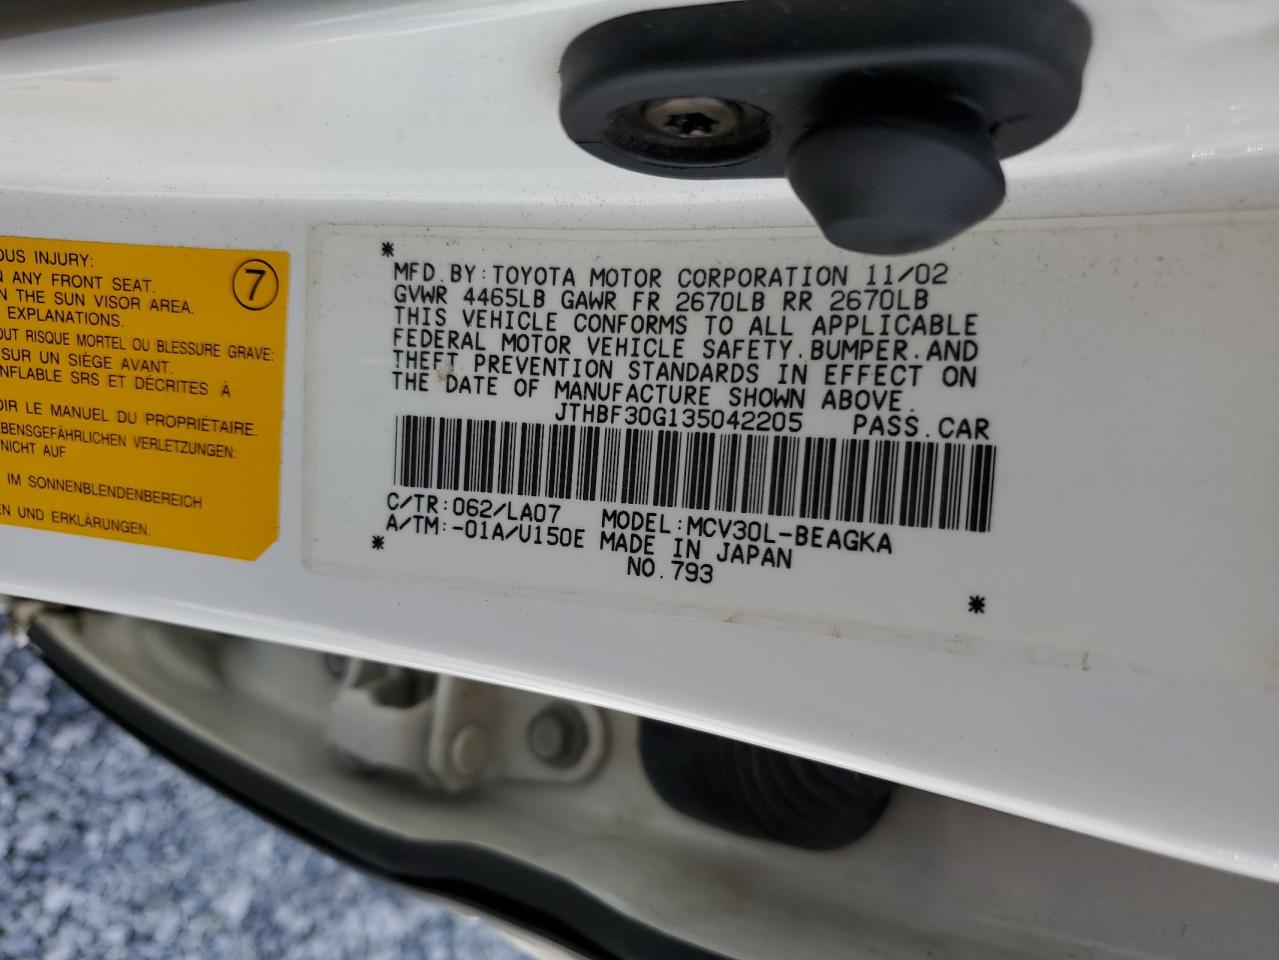 OUS INJURY:
ANY FRONT SEAT.
THE SUN VISOR AREA.
EXPLANATIONS.
OUT RISQUE MORTEL OU BLESSURE GRAVE:
SUR UN SIÈGE AVANT.
NFLABLE SRS ET DÉCRITES À
OIR LE MANUEL DU PROPRIÉTAIRE.
EBENSGEFÄHRLICHEN VERLETZUNGEN:
NICHT AUF
IM SONNENBLENDENBEREICH
EN UND ERKLÄRUNGEN.
7
*
MFD.BY:TOYOTA MOTOR CORPORATION 11/02
GVWR 4465LB GAWR FR 2670LB RR 2670LB
THIS VEHICLE CONFORMS TO ALL APPLICABLE
FEDERAL MOTOR VEHICLE SAFETY.BUMPER.AND
THEFT PREVENTION STANDARDS IN EFFECT ON
THE DATE OF MANUFACTURE SHOWN ABOVE.
JTHBF30G135042205 PASS.CAR
C/TR:062/LA07 MODEL:MCV30L-BEAGKA
A/TM:-01A/U150E MADE IN JAPAN
* NO.793 *